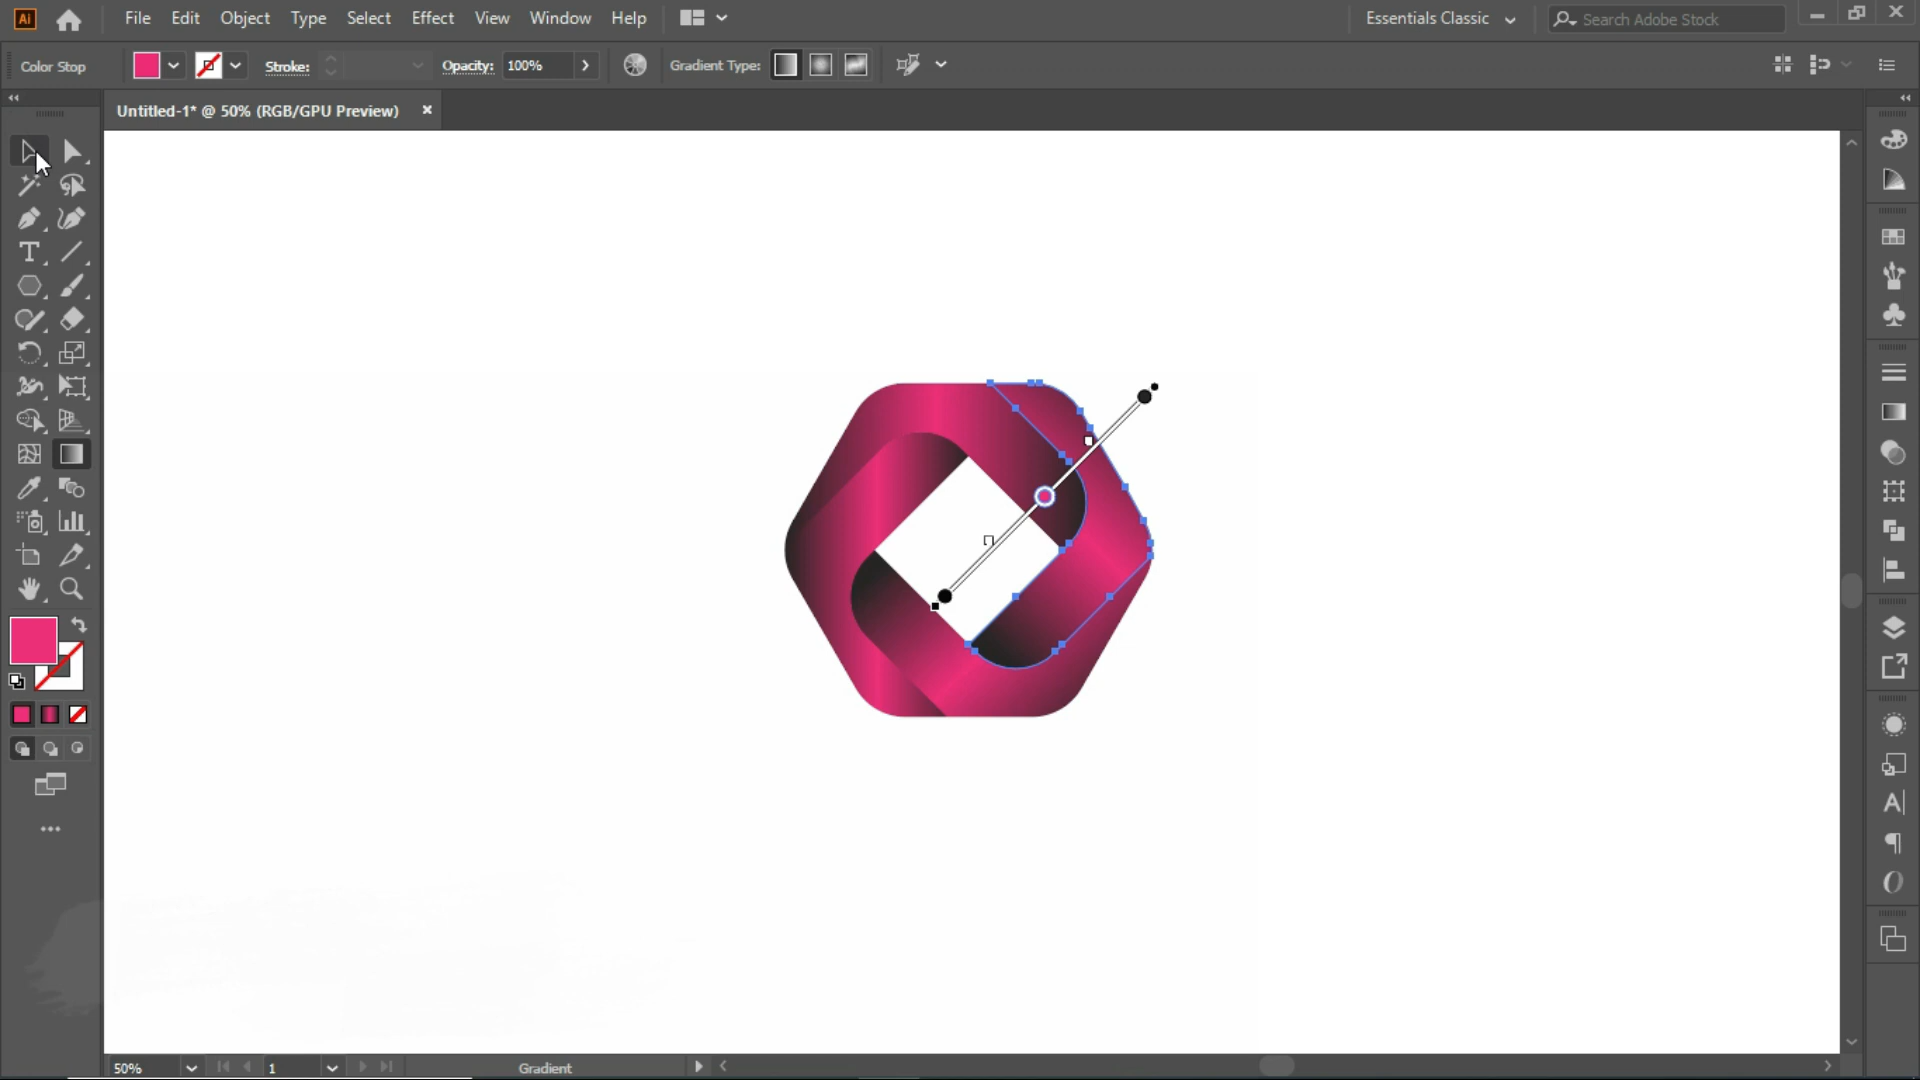 Ai File Edit Object Type Select Effect View Window Help Essentials Classic Search Adobe Stock
Color Stop Stroke: Opacity: 100% Gradient Type:
Untitled-1* @ 50% (RGB/GPU Preview)
50% 1 Gradient